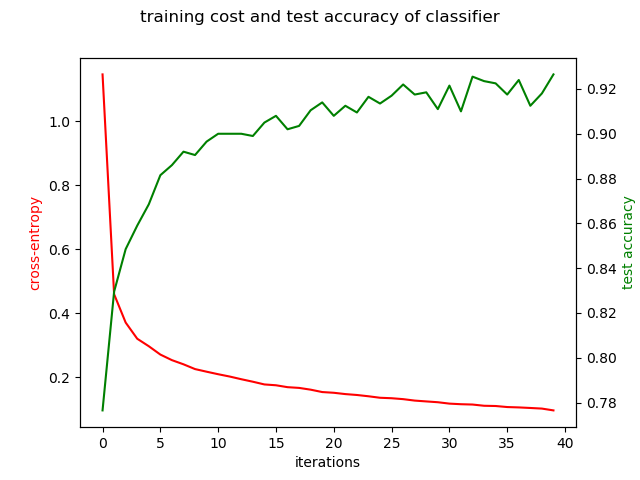 training cost and test accuracy of classifier
1.0
0.8
0.6
0.4
0.2
cross-entropy
0.92
0.90
0.88
0.86
0.84
0.82
0.80
0.78
test accuracy
0 5 10 15 20 25 30 35 40
iterations